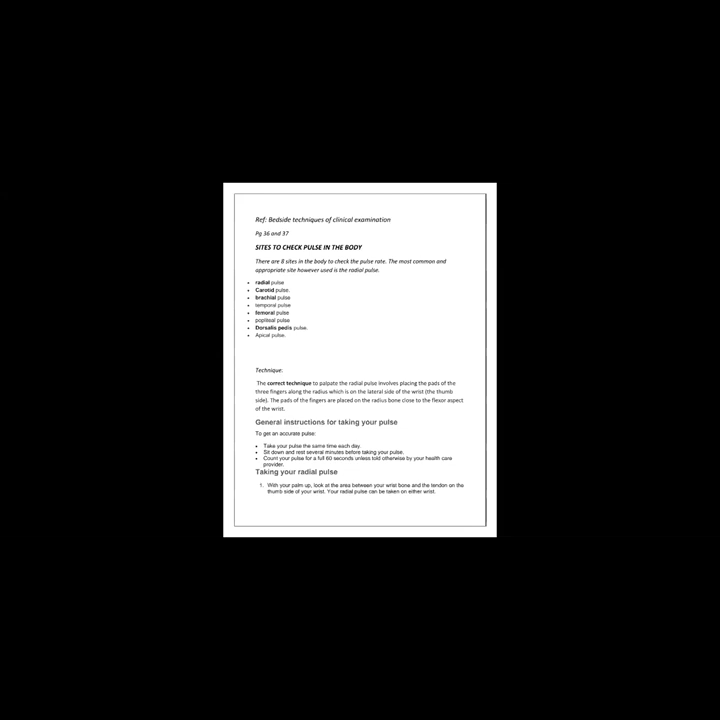 Ref: Bedside techniques of clinical examination
Pg 36 and 37
SITES TO CHECK PULSE IN THE BODY
There are 8 sites in the body to check the pulse rate. The most common and
appropriate site however used is the radial pulse.
• radial pulse
• Carotid pulse.
• brachial pulse
• temporal pulse
• femoral pulse
• popliteal pulse
• Dorsalis pedis pulse.
• Apical pulse.
Technique:
The correct technique to palpate the radial pulse involves placing the pads of the
three fingers along the radius which is on the lateral side of the wrist (the thumb
side). The pads of the fingers are placed on the radius bone close to the flexor aspect
of the wrist.
General instructions for taking your pulse
To get an accurate pulse:
• Take your pulse the same time each day.
• Sit down and rest several minutes before taking your pulse.
• Count your pulse for a full 60 seconds unless told otherwise by your health care
provider.
Taking your radial pulse
1. With your palm up, look at the area between your wrist bone and the tendon on the
thumb side of your wrist. Your radial pulse can be taken on either wrist.